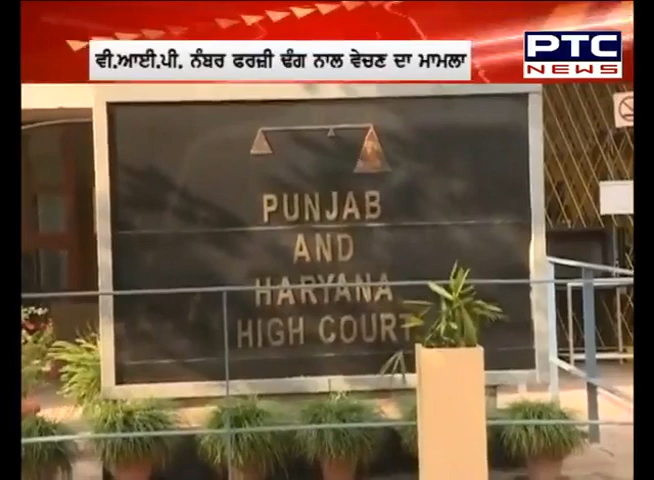 ਵੀ.ਆਈ.ਪੀ. ਨੰਬਰ ਫਰਜ਼ੀ ਢੰਗ ਨਾਲ ਵੇਚਣ ਦਾ ਮਾਮਲਾ
PTC
NEWS
PUNJAB
AND
HARYANA
HIGH COURT